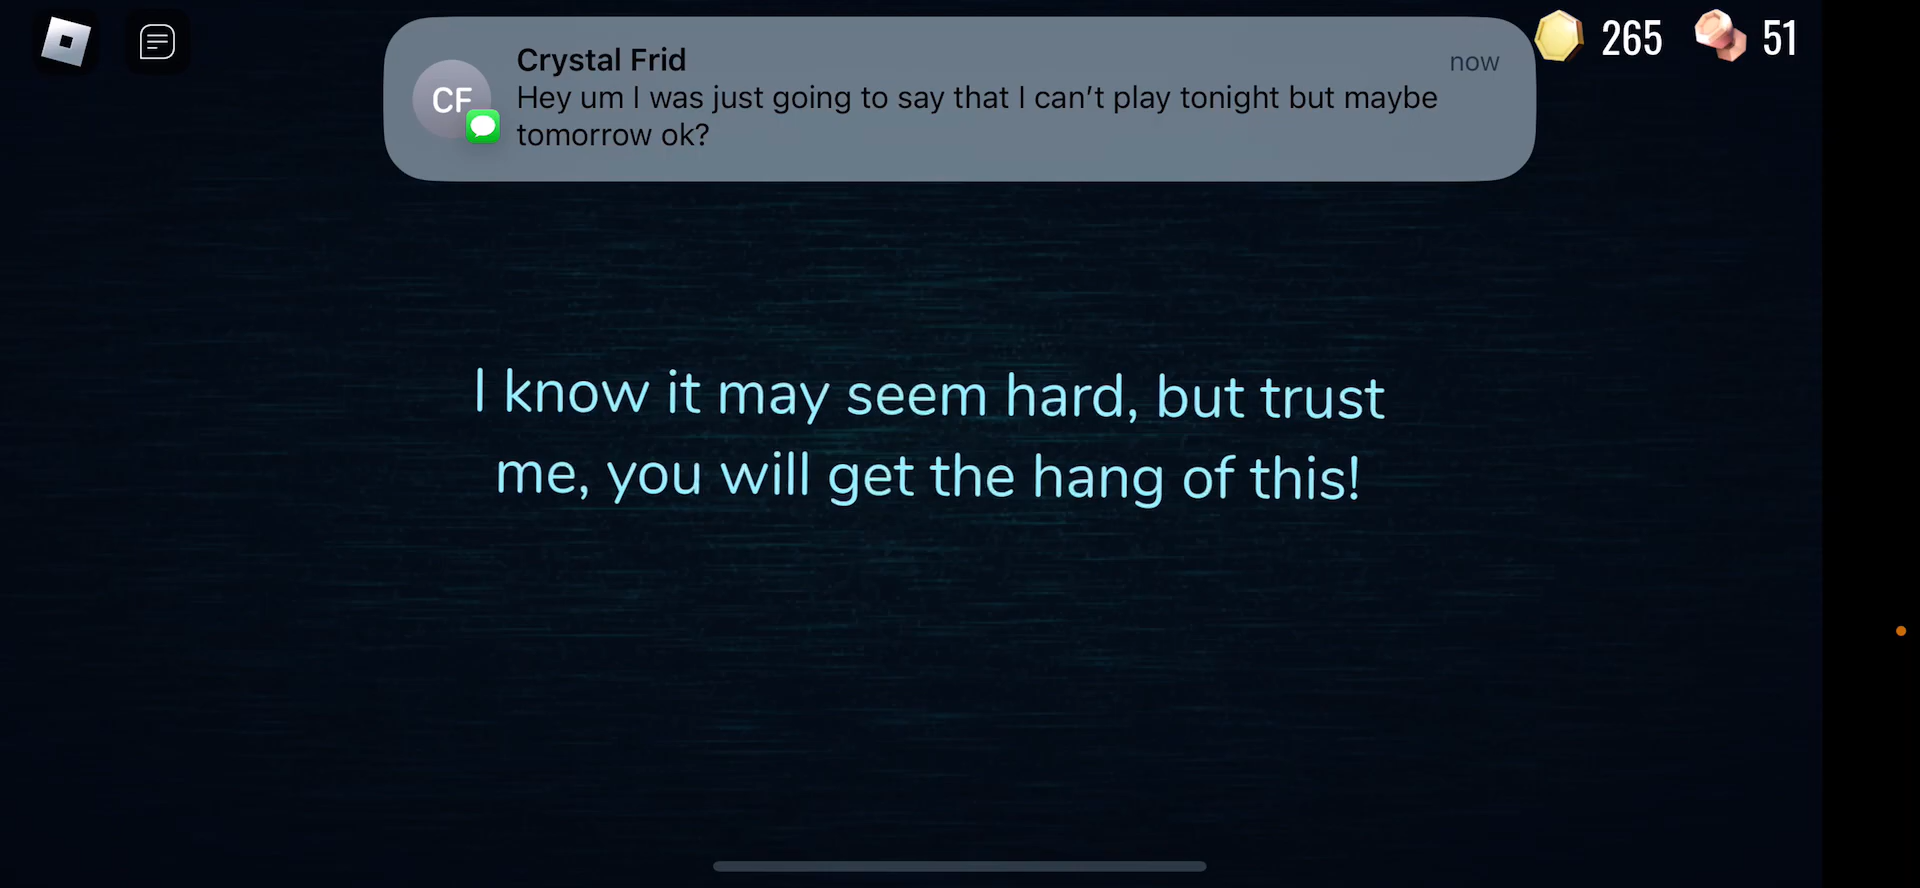 Crystal Frid
now
265
51
CF
Hey um I was just going to say that I can't play tonight but maybe
tomorrow ok?
I know it may seem hard, but trust
me, you will get the hang of this!